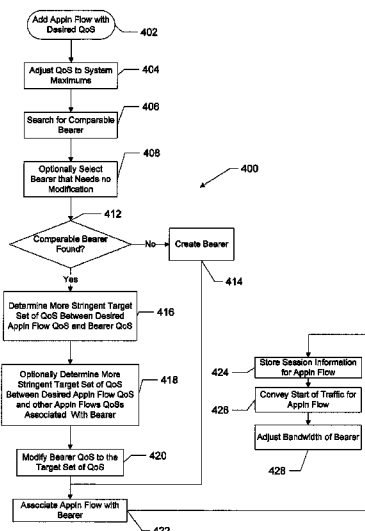 Add Appln Flow with
Desired QoS
402
Adjust QoS to System
Maximums
404
Search for Comparable
Bearer
406
Optionally Select
Bearer that Needs no
Modification
408
400
412
Comparable Bearer
Found?
No
Create Bearer
414
Yes
Determine More Stringent Target
Set of QoS Between Desired
Appln Flow QoS and Bearer QoS
416
Optionally Determine More
Stringent Target Set of QoS
Between Desired Appln Flow QoS
and other Appln Flows QoSs
Associated With Bearer
418
Modify Bearer QoS to the
Target Set of QoS
420
Associate Appln Flow with
Bearer
422
424
Store Session Information
for Appln Flow
426
Convey Start of Traffic for
Appln Flow
Adjust Bandwidth of Bearer
428